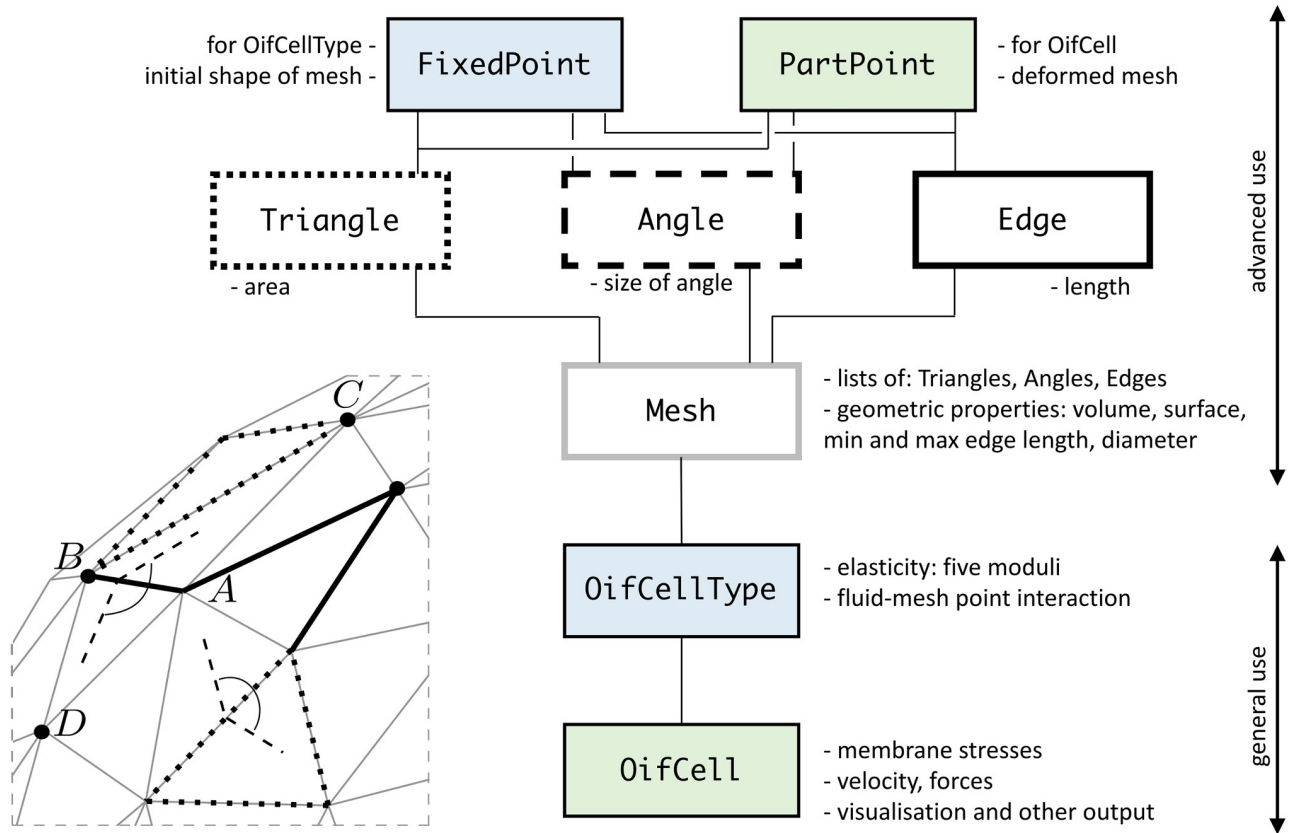 for OifCellType -
initial shape of mesh -
FixedPoint
PartPoint
- for OifCell
- deformed mesh
Triangle
Angle
Edge
- area
- size of angle
- length
advanced use
Mesh
- lists of: Triangles, Angles, Edges
- geometric properties: volume, surface,
min and max edge length, diameter
C
B
A
D
OifCellType
- elasticity: five moduli
- fluid-mesh point interaction
general use
OifCell
- membrane stresses
- velocity, forces
- visualisation and other output